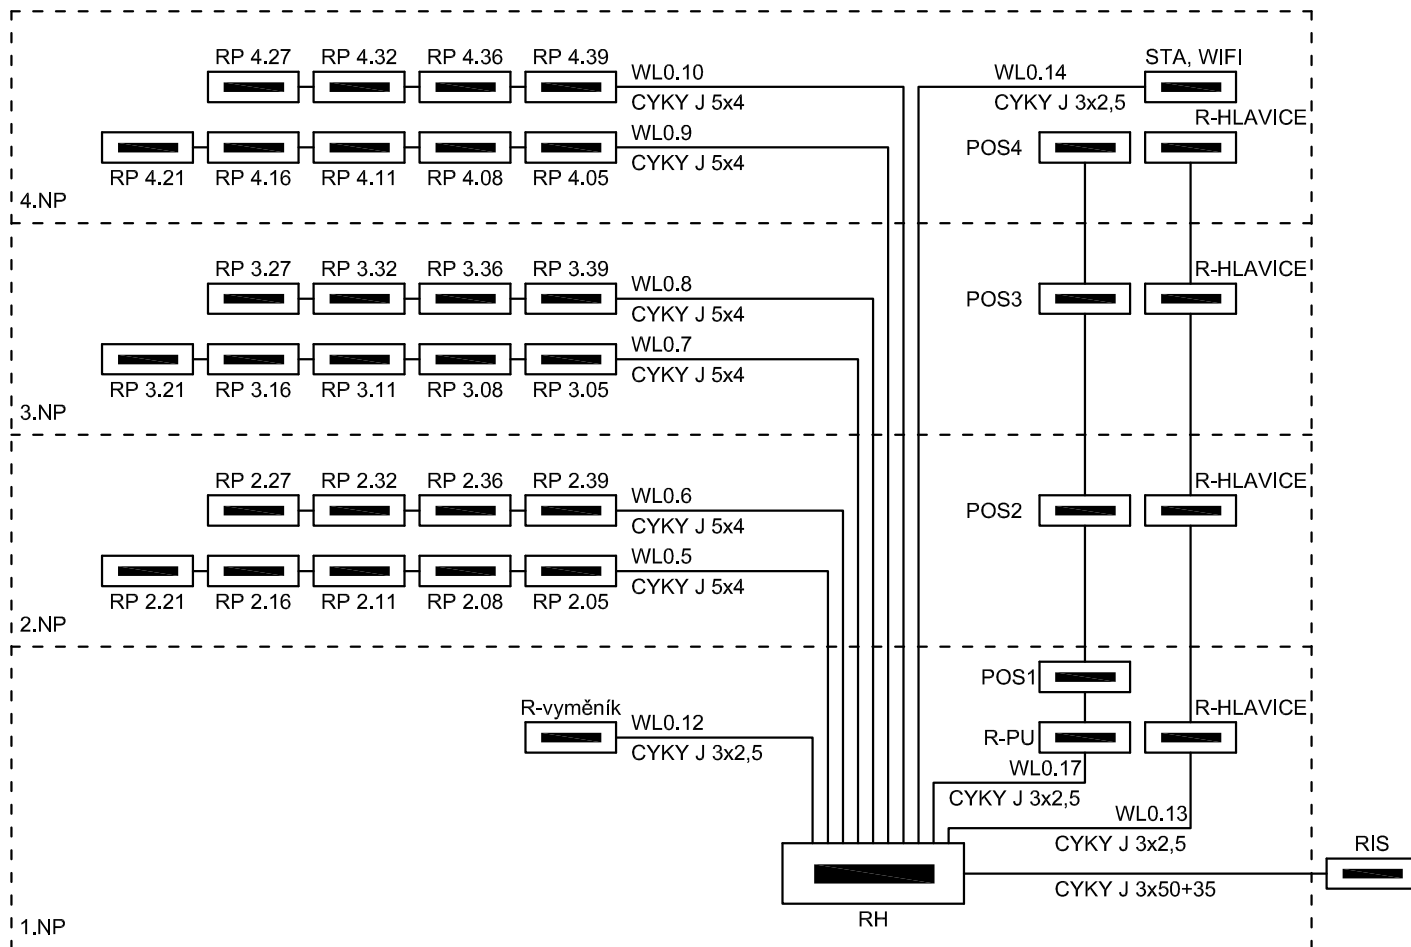 RP 4.27 RP 4.32 RP 4.36 RP 4.39 STA, WIFI
WL0.10 WL0.14
CYKY J 5x4 CYKY J 3x2,5
R-HLAVICE
WL0.9
POS4
CYKY J 5x4
RP 4.21 RP 4.16 RP 4.11 RP 4.08 RP 4.05
4.NP
RP 3.27 RP 3.32 RP 3.36 RP 3.39 R-HLAVICE
WL0.8
POS3
CYKY J 5x4
WL0.7
CYKY J 5x4
RP 3.21 RP 3.16 RP 3.11 RP 3.08 RP 3.05
3.NP
RP 2.27 RP 2.32 RP 2.36 RP 2.39 R-HLAVICE
WL0.6
POS2
CYKY J 5x4
WL0.5
CYKY J 5x4
RP 2.21 RP 2.16 RP 2.11 RP 2.08 RP 2.05
2.NP
POS1
R-vyměník R-HLAVICE
WL0.12
R-PU
CYKY J 3x2,5
WL0.17
CYKY J 3x2,5
WL0.13
CYKY J 3x2,5
RIS
CYKY J 3x50+35
RH
1.NP